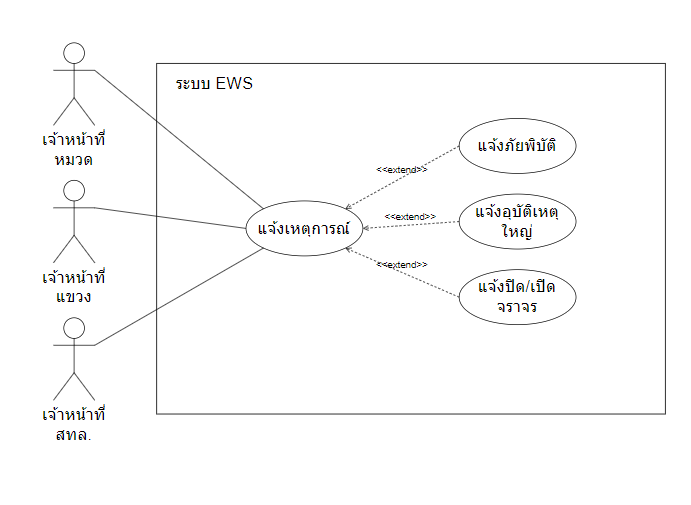 ระบบ EWS
เจ้าหน้าที่
หมวด
เจ้าหน้าที่
แขวง
เจ้าหน้าที่
สทล.
แจ้งเหตุการณ์
<<extend>>
แจ้งภัยพิบัติ
<<extend>>
แจ้งอุบัติเหตุ
ใหญ่
<<extend>>
แจ้งปิด/เปิด
จราจร